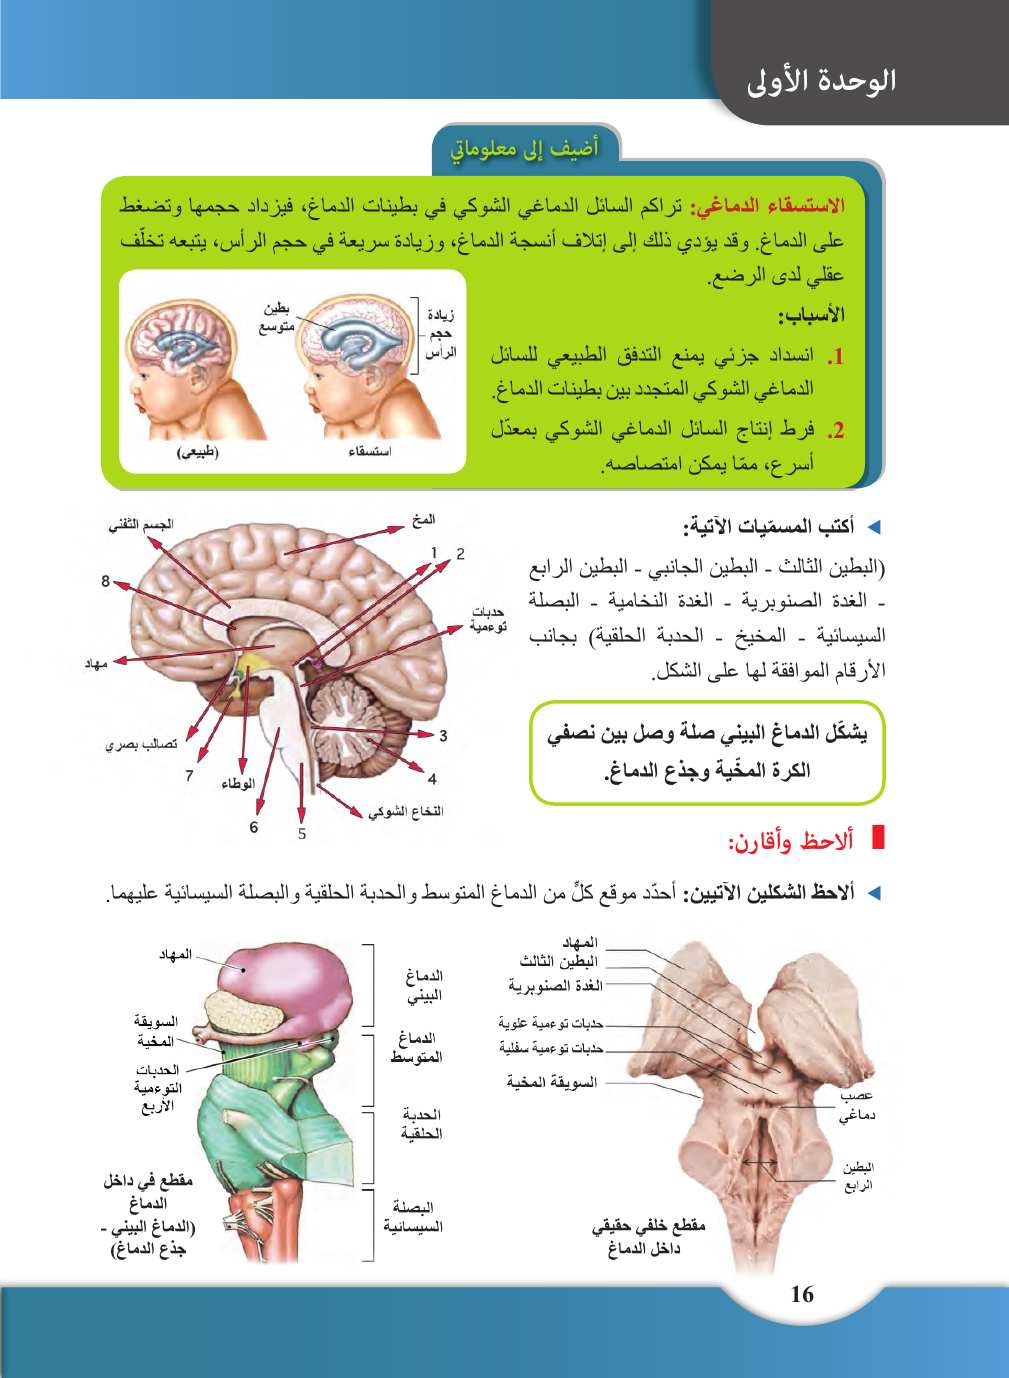 الوحدة الأولى
أضيف إلى معلوماتي
الاستسقاء الدماغي: تراكم السائل الدماغي الشوكي في بطينات الدماغ، فيزداد حجمها وتضغط
على الدماغ. وقد يؤدي ذلك إلى إتلاف أنسجة الدماغ، وزيادة سريعة في حجم الرأس، يتبعه تخلّف
عقلي لدى الرضع.
الأسباب:
1. انسداد جزئي يمنع التدفق الطبيعي للسائل
الدماغي الشوكي المتجدد بين بطينات الدماغ.
2. فرط إنتاج السائل الدماغي الشوكي بمعدّل
أسرع، ممّا يمكن امتصاصه.
زيادة
حجم
الرأس
بطين
متوسع
استسقاء
(طبيعي)
أكتب المسمّيات الآتية:
(البطين الثالث - البطين الجانبي - البطين الرابع
- الغدة الصنوبرية - الغدة النخامية - البصلة
السيسائية - المخيخ - الحدبة الحلقية) بجانب
الأرقام الموافقة لها على الشكل.
يشكّل الدماغ البيني صلة وصل بين نصفي
الكرة المخّية وجذع الدماغ.
المخ
الجسم الثفني
1
2
8
حدبات
توءمية
مهاد
تصالب بصري
7
الوطاء
6
5
النخاع الشوكي
4
3
ألاحظ وأقارن:
ألاحظ الشكلين الآتيين: أحدّد موقع كلٍّ من الدماغ المتوسط والحدبة الحلقية والبصلة السيسائية عليهما.
المهاد
البطين الثالث
الغدة الصنوبرية
حدبات توءمية علوية
حدبات توءمية سفلية
السويقة المخية
عصب
دماغي
البطين
الرابع
مقطع خلفي حقيقي
داخل الدماغ
المهاد
السويقة
المخية
الحدبات
التوءمية
الأربع
الدماغ
البيني
الدماغ
المتوسط
الحدبة
الحلقية
البصلة
السيسائية
مقطع في داخل
الدماغ
(الدماغ البيني -
جذع الدماغ)
16